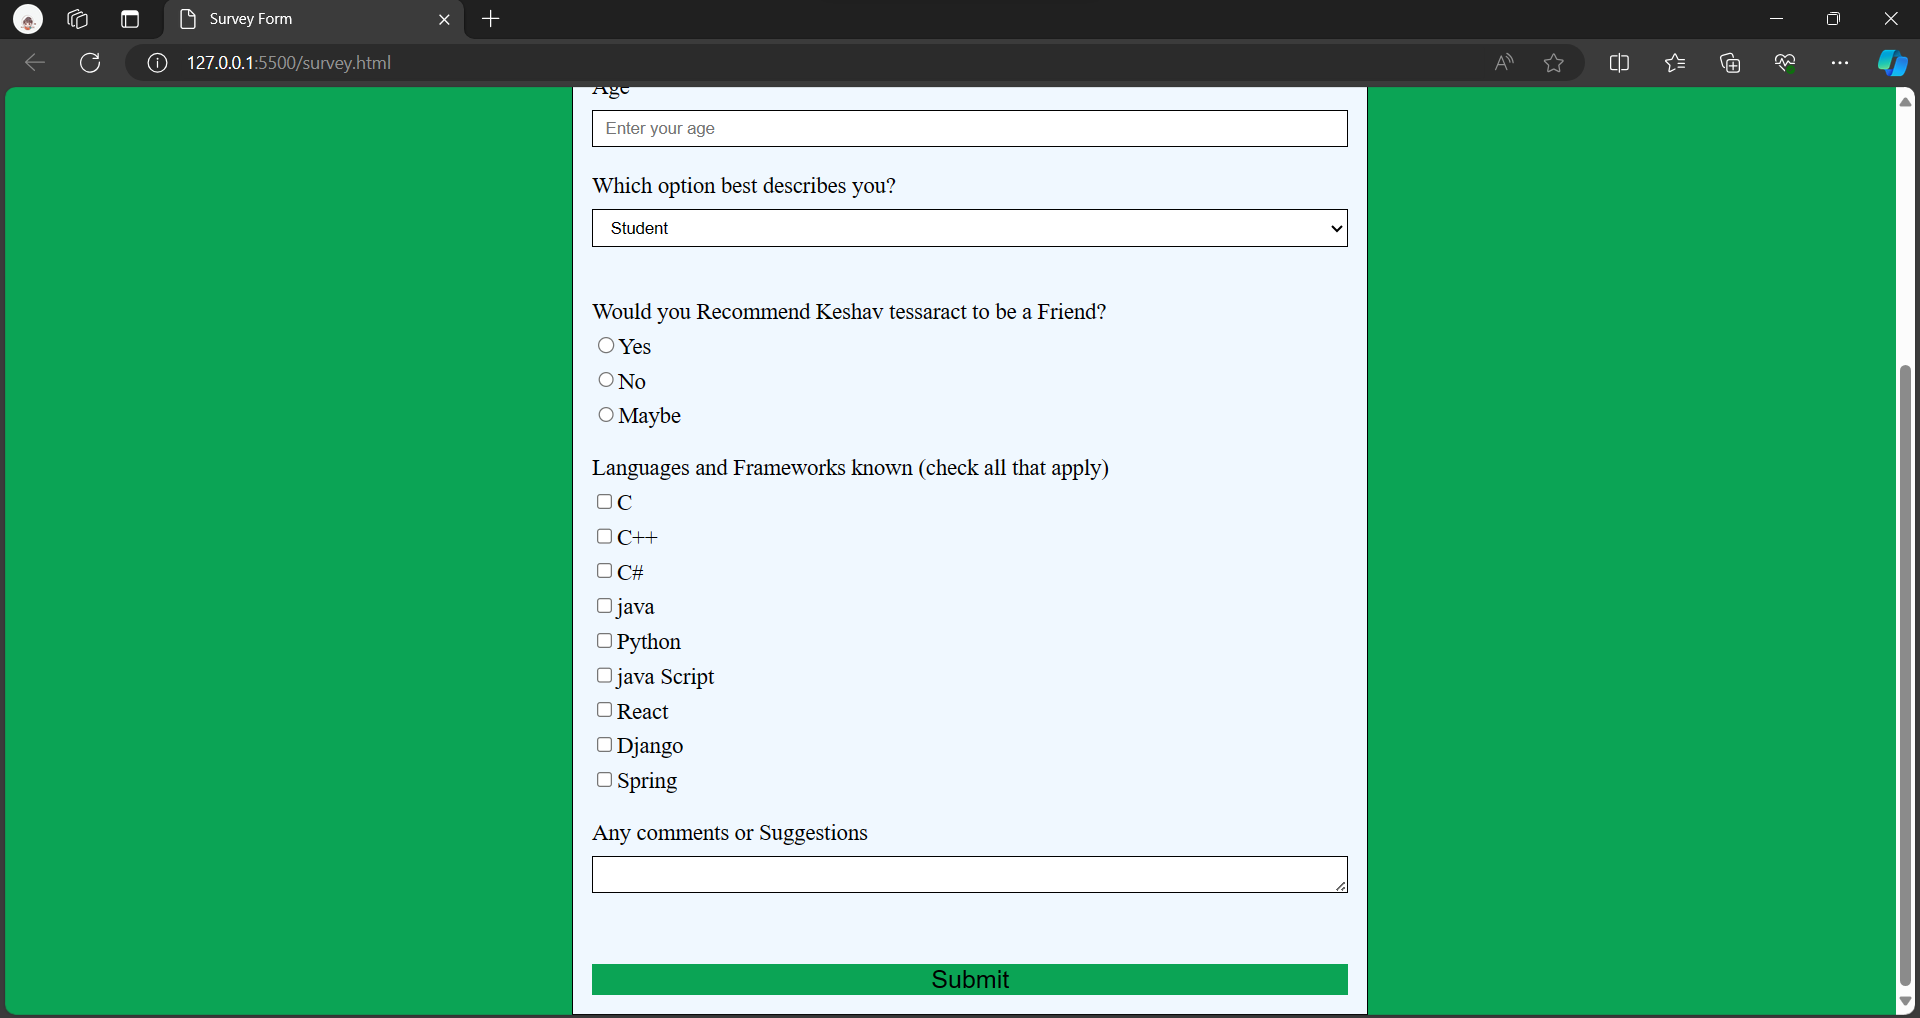 Survey Form
127.0.0.1:5500/survey.html
Age
Enter your age
Which option best describes you?
Student
Would you Recommend Keshav tessaract to be a Friend?
Yes
No
Maybe
Languages and Frameworks known (check all that apply)
C
C++
C#
java
Python
java Script
React
Django
Spring
Any comments or Suggestions
Submit